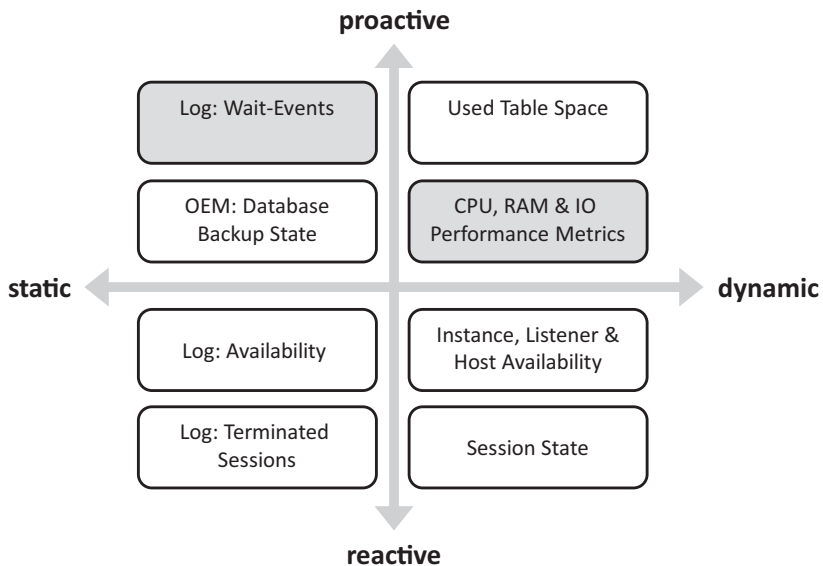 proactive
Log: Wait-Events
Used Table Space
OEM: Database
Backup State
CPU, RAM & IO
Performance Metrics
static
dynamic
Log: Availability
Instance, Listener &
Host Availability
Log: Terminated
Sessions
Session State
reactive